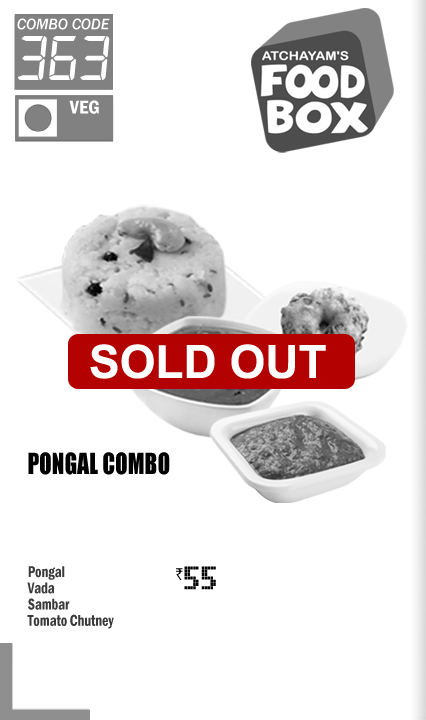 COMBO CODE
363
VEG
ATCHAYAM'S
FOOD
BOX
SOLD OUT
PONGAL COMBO
Pongal
Vada
Sambar
Tomato Chutney
₹55